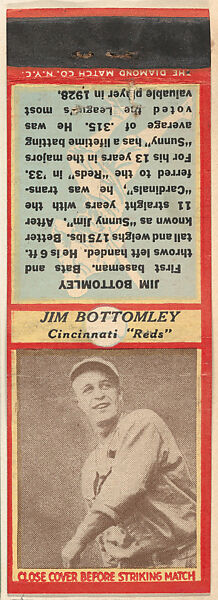 THE DIAMOND MATCH CO. N.Y.C.
JIM BOTTOMLEY
First baseman. Bats and
throws left handed. He is 6 ft
tall and weighs 175 lbs. Better
known as "Sunny Jim". After
11 straight years with the
"Cardinals", he was trans-
ferred to the "Reds" in '33.
For his 13 years in the majors
"Sunny" has a lifetime batting
average of .315. He was
voted the League's most
valuable player in 1928.
JIM BOTTOMLEY
Cincinnati "Reds"
CLOSE COVER BEFORE STRIKING MATCH